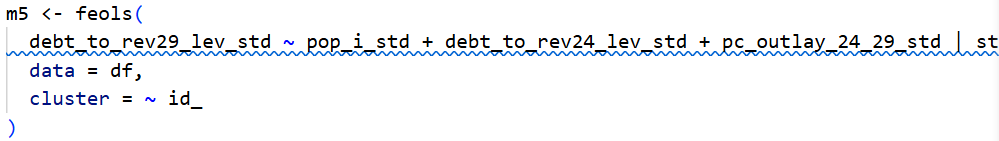 m5 <- feols(
debt_to_rev29_lev_std ~ pop_i_std + debt_to_rev24_lev_std + pc_outlay_24_29_std | st
data = df,
cluster = ~ id_
)